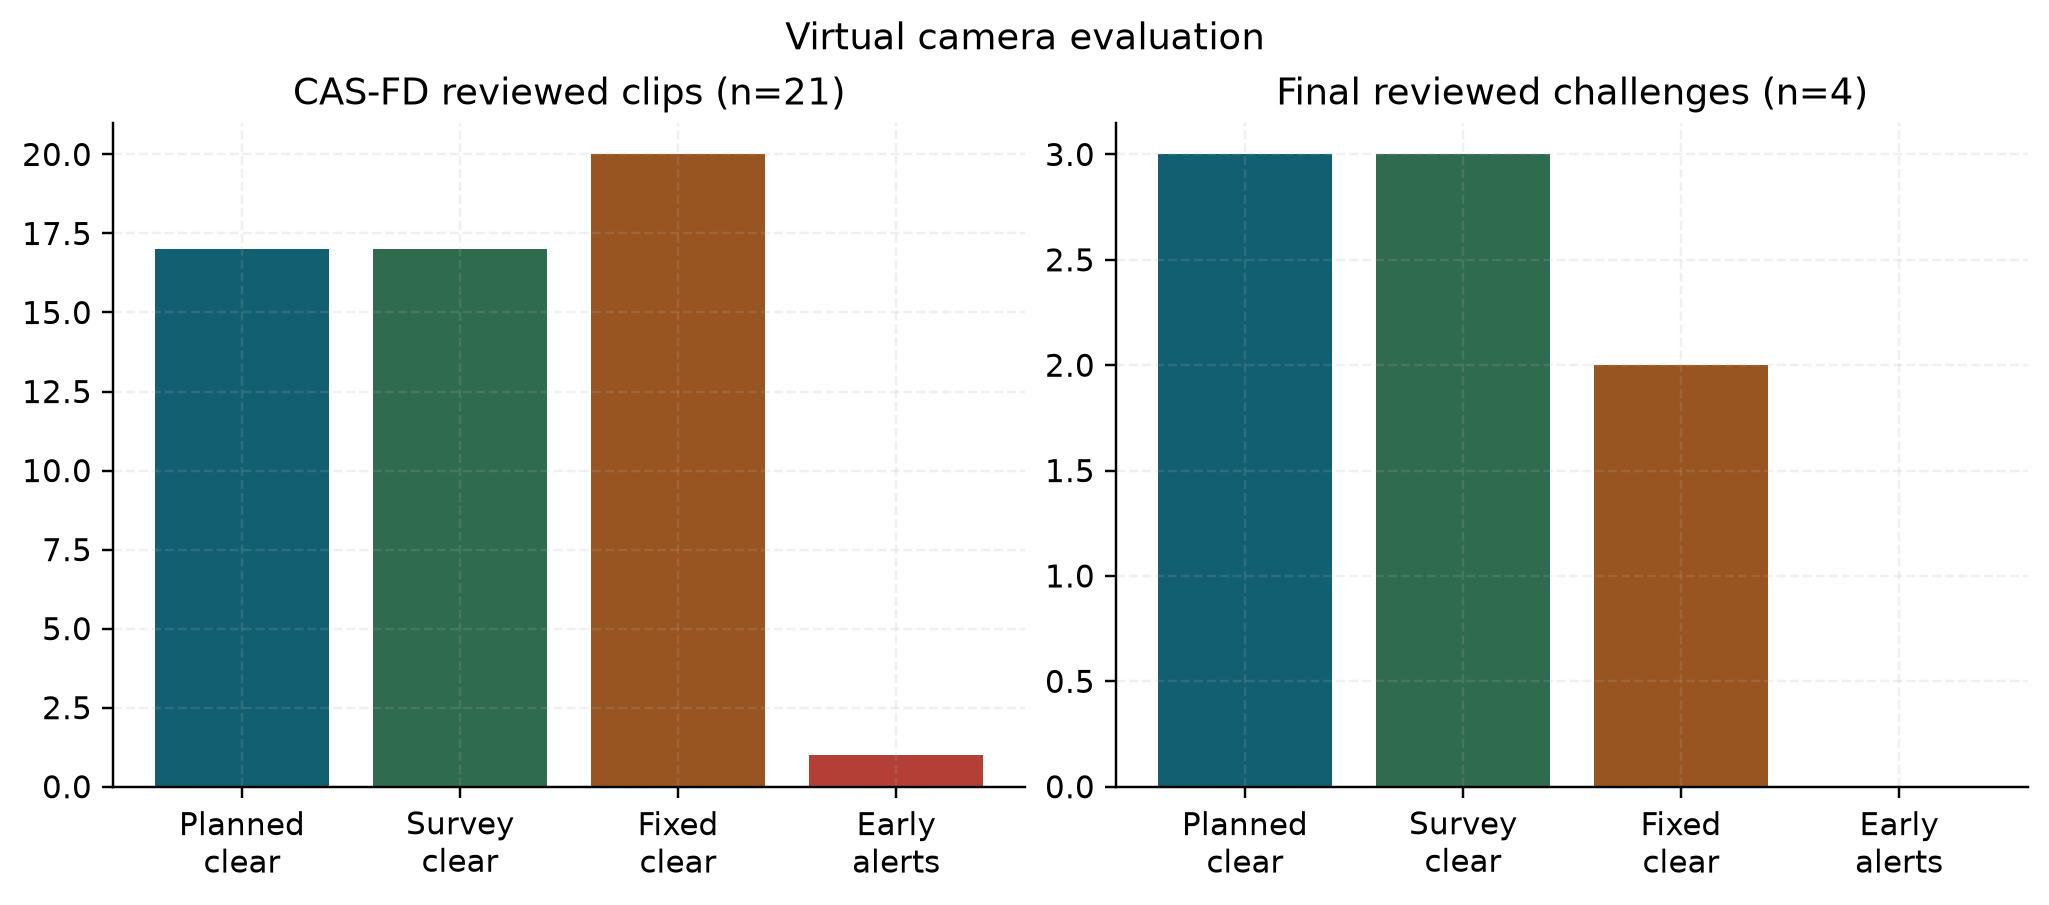 Virtual camera evaluation
CAS-FD reviewed clips (n=21)
20.0
17.5
15.0
12.5
10.0
7.5
5.0
2.5
0.0
Planned
clear
Survey
clear
Fixed
clear
Early
alerts
Final reviewed challenges (n=4)
3.0
2.5
2.0
1.5
1.0
0.5
0.0
Planned
clear
Survey
clear
Fixed
clear
Early
alerts